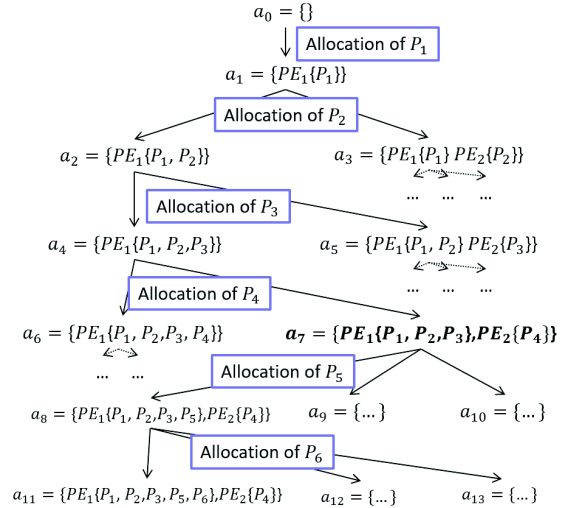 a₀ = {}
Allocation of P₁
a₁ = {PE₁{P₁}}
Allocation of P₂
a₂ = {PE₁{P₁, P₂}}
a₃ = {PE₁{P₁} PE₂{P₂}}
... ... ...
Allocation of P₃
a₄ = {PE₁{P₁, P₂,P₃}}
a₅ = {PE₁{P₁, P₂} PE₂{P₃}}
... ... ...
Allocation of P₄
a₆ = {PE₁{P₁, P₂,P₃, P₄}}
a₇ = {PE₁{P₁, P₂,P₃},PE₂{P₄}}
... ...
Allocation of P₅
a₈ = {PE₁{P₁, P₂,P₃,P₅},PE₂{P₄}}
a₉ = {...}
a₁₀ = {...}
Allocation of P₆
a₁₁ = {PE₁{P₁, P₂,P₃,P₅,P₆},PE₂{P₄}}
a₁₂ = {...}
a₁₃ = {...}